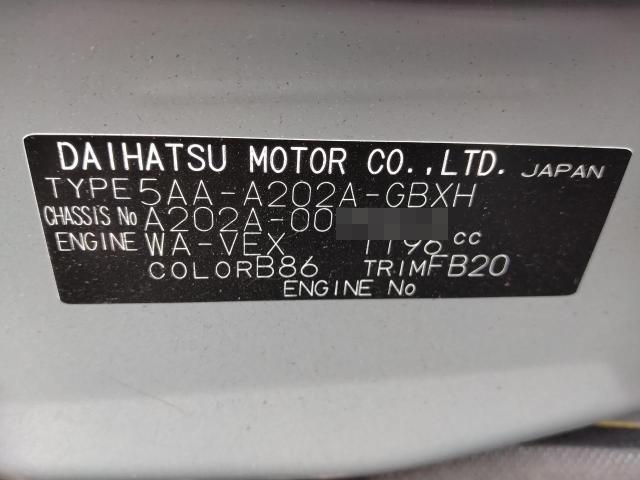 DAIHATSU MOTOR CO.,LTD. JAPAN
TYPE 5AA-A202A-GBXH
CHASSIS No A202A-00
ENGINE WA-VEX 1196 cc
COLOR B86 TRIM FB20
ENGINE No